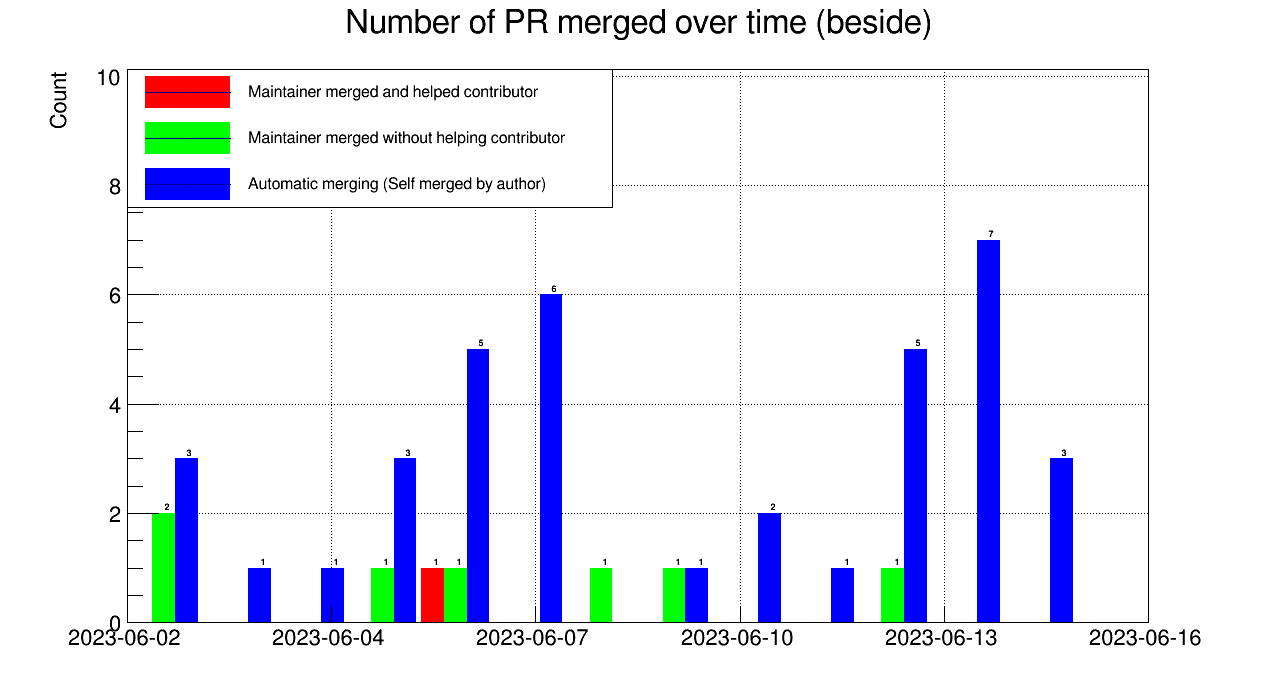 Number of PR merged over time (beside)
Count
10
8
6
4
2
0
Maintainer merged and helped contributor
Maintainer merged without helping contributor
Automatic merging (Self merged by author)
2 3 1 1 1 3 1 1 5 6 1 1 1 2 1 1 5 7 3
2023-06-02 2023-06-04 2023-06-07 2023-06-10 2023-06-13 2023-06-16